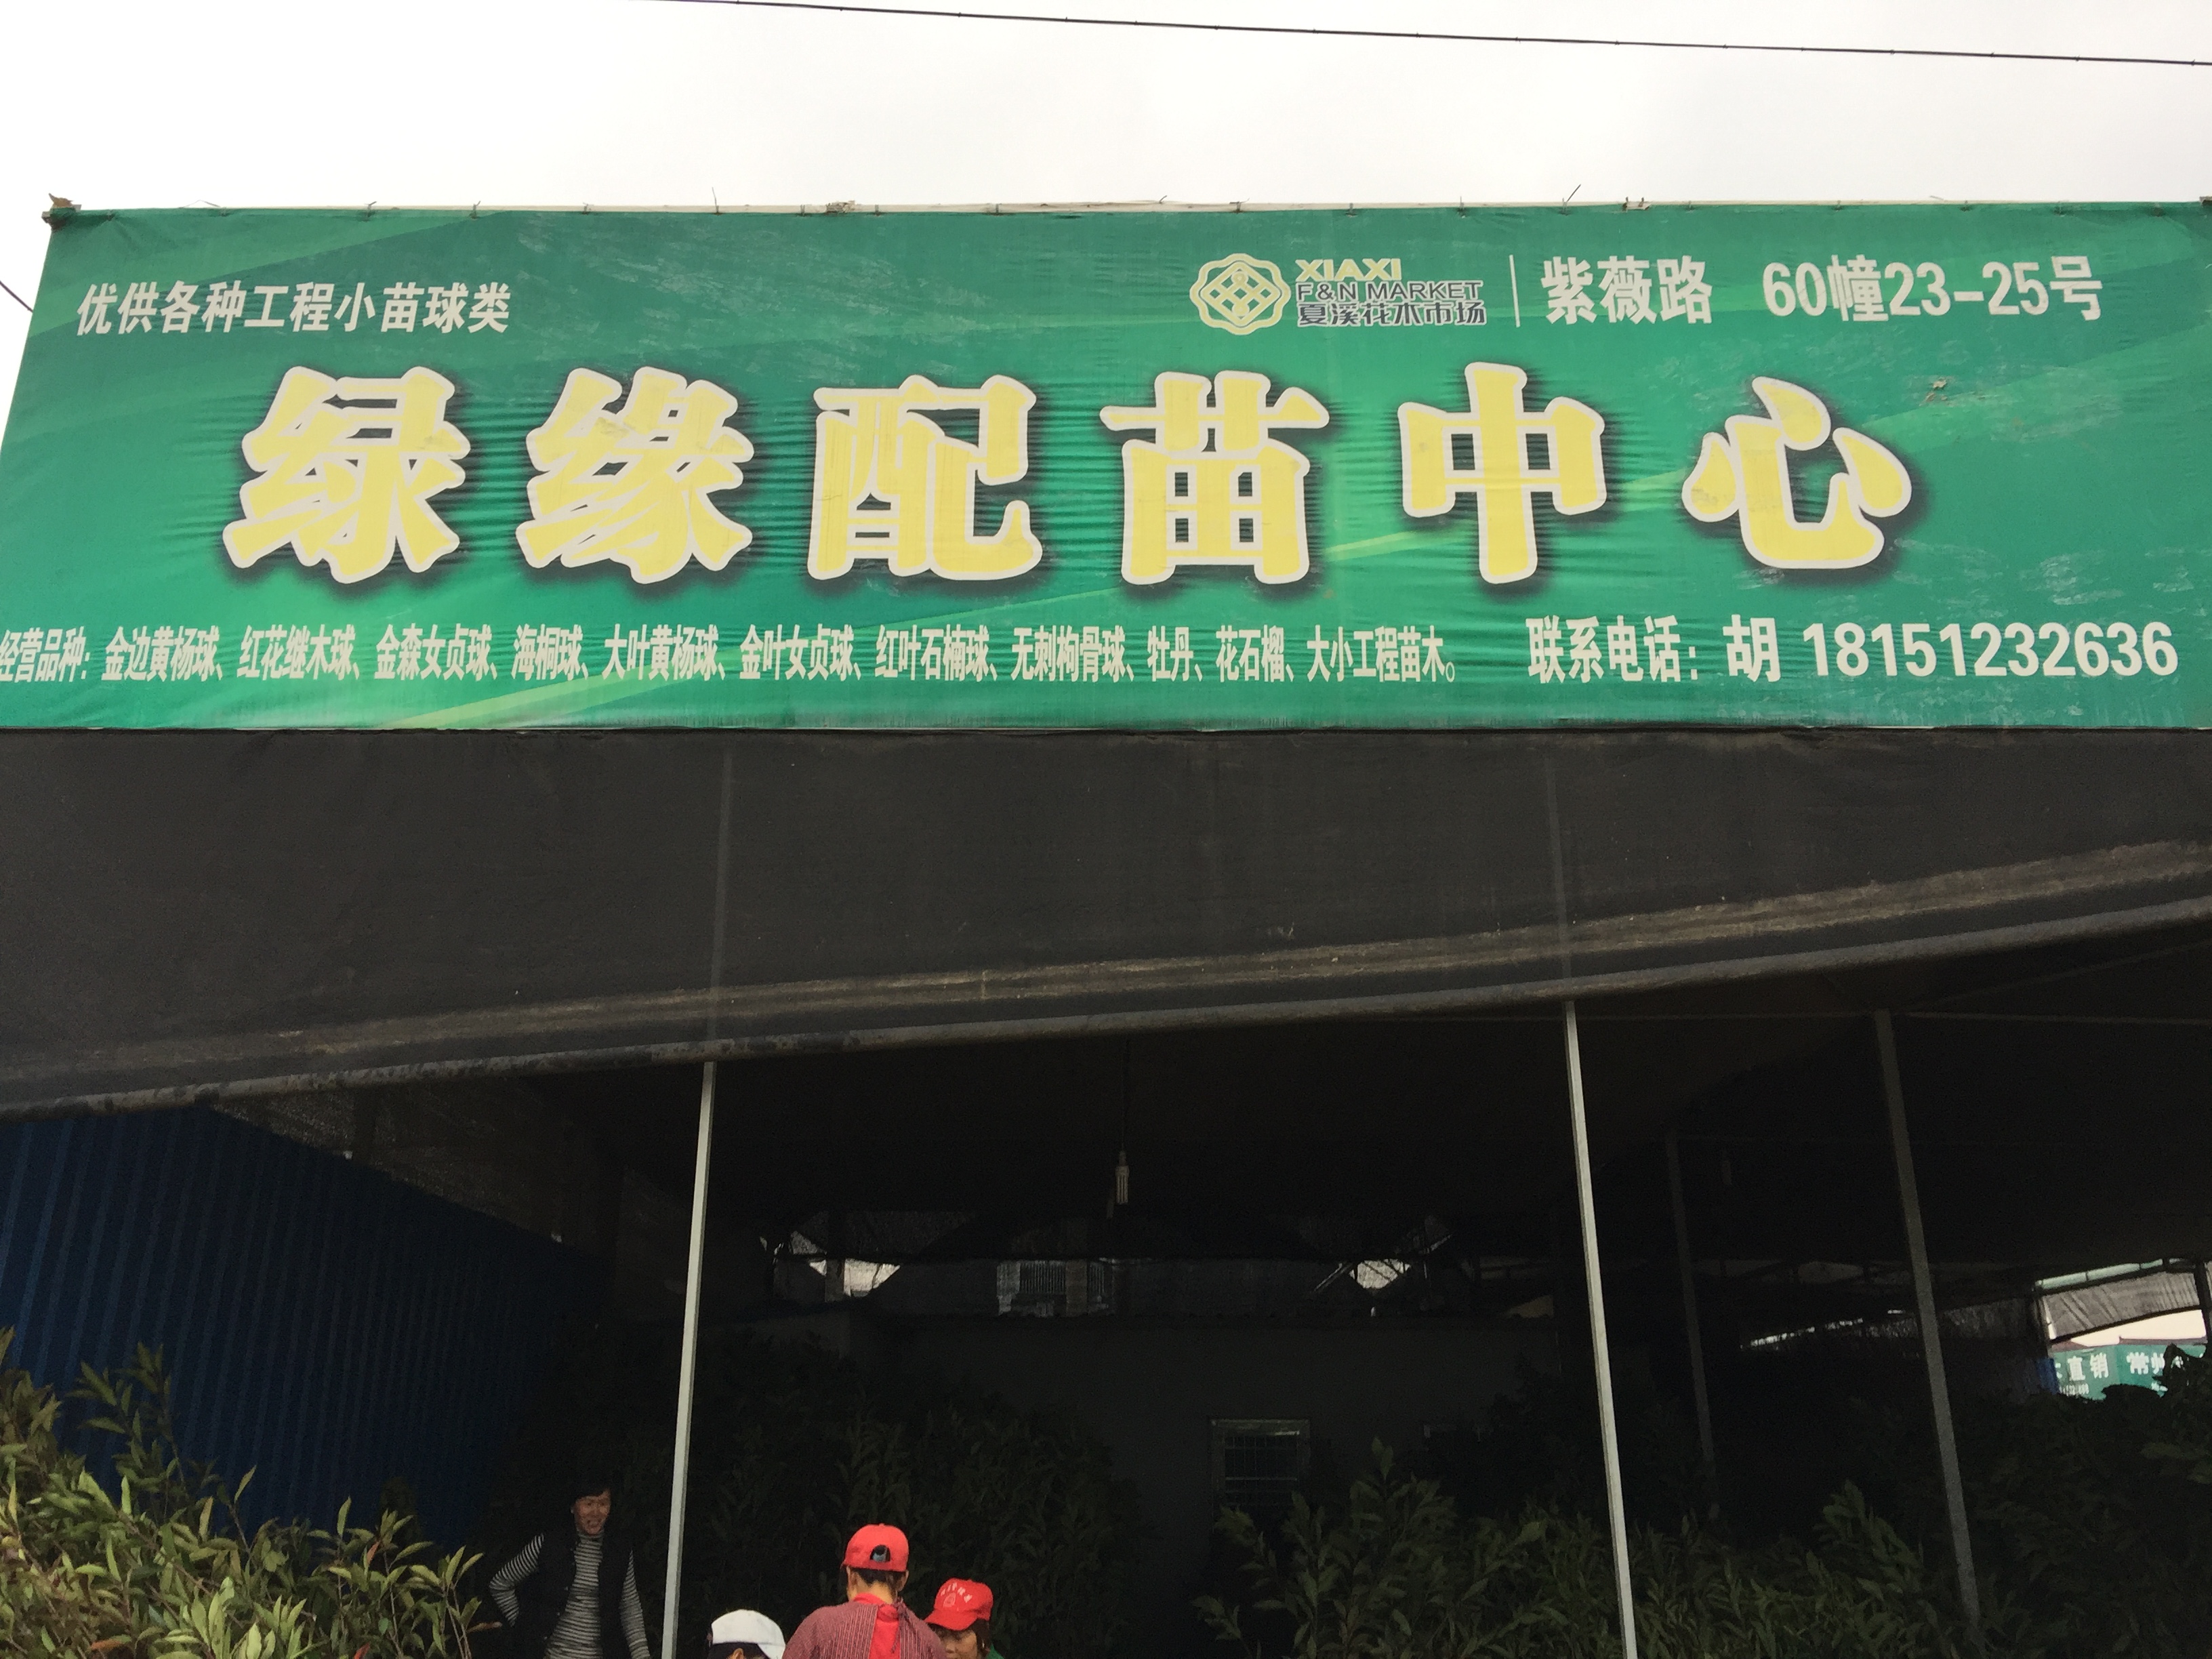 优供各种工程小苗球类
XIAXI
F&N MARKET
夏溪花木市场
紫薇路 60幢23-25号
绿缘配苗中心
经营品种：金边黄杨球、红花继木球、金森女贞球、海桐球、大叶黄杨球、金叶女贞球、红叶石楠球、无刺枸骨球、牡丹、花石榴、大小工程苗木。
联系电话：胡 18151232636
直销 常州